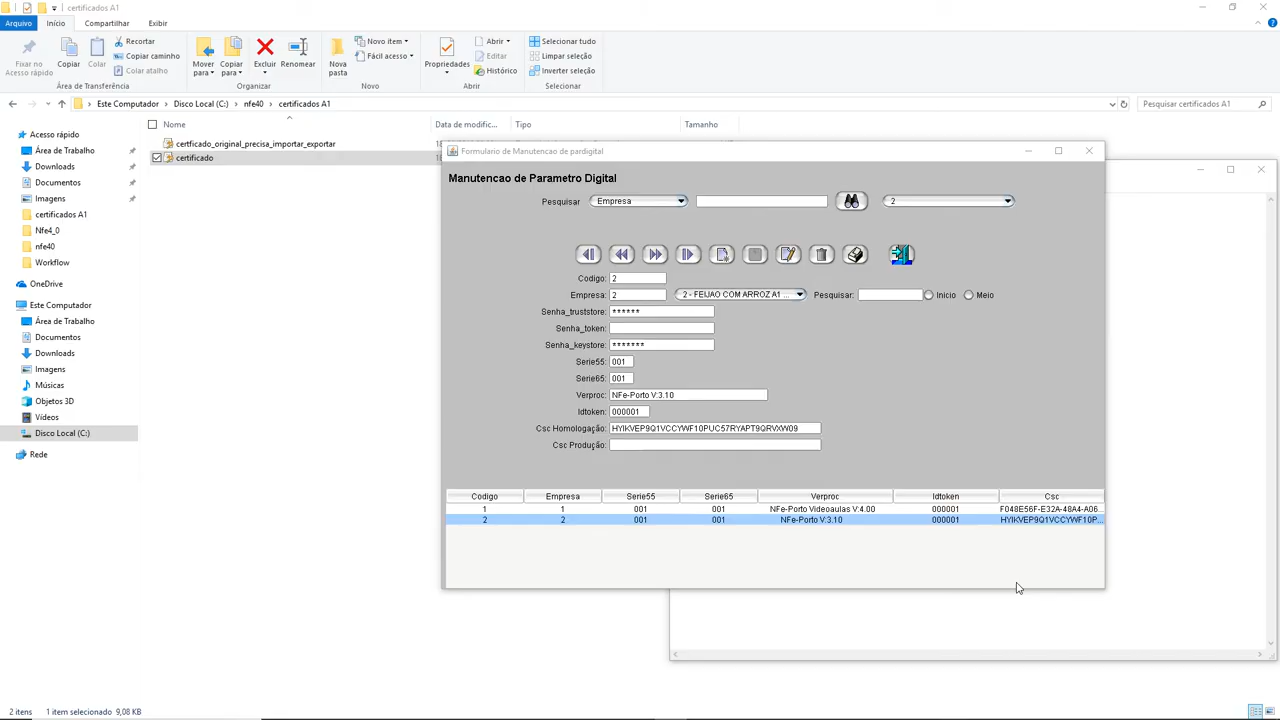 certificados A1
Arquivo Início Compartilhar Exibir
Fixar no Acesso rápido
Copiar
Colar
Recortar
Copiar caminho
Colar atalho
Área de Transferência
Mover para
Copiar para
Excluir
Renomear
Organizar
Nova pasta
Novo item
Fácil acesso
Novo
Propriedades
Abrir
Editar
Histórico
Abrir
Selecionar tudo
Limpar seleção
Inverter seleção
Selecionar
Este Computador > Disco Local (C:) > nfe40 > certificados A1
Pesquisar certificados A1
Nome Data de modific... Tipo Tamanho
certficado_original_precisa_importar_exportar
certificado
Acesso rápido
Área de Trabalho
Downloads
Documentos
Imagens
certificados A1
Nfe4_0
nfe40
Workflow
OneDrive
Este Computador
Área de Trabalho
Documentos
Downloads
Imagens
Músicas
Objetos 3D
Vídeos
Disco Local (C:)
Rede
Formulario de Manutencao de pardigital
Manutencao de Parametro Digital
Pesquisar Empresa 2
Codigo: 2
Empresa: 2 2 - FEIJAO COM ARROZ A1 ... Pesquisar: Inicio Meio
Senha_truststore: ******
Senha_token:
Senha_keystore: *******
Serie55: 001
Serie65: 001
Verproc: NFe-Porto V:3.10
Idtoken: 000001
Csc Homologação: HYIKVEP9Q1VCCYWF10PUC57RYAPT9QRVXW09
Csc Produção:
Codigo Empresa Serie55 Serie65 Verproc Idtoken Csc
1 1 001 001 NFe-Porto Videoaulas V:4.00 000001 F048E56F-E32A-48A4-A06...
2 2 001 001 NFe-Porto V:3.10 000001 HYIKVEP9Q1VCCYWF10P...
2 itens 1 item selecionado 9,08 KB